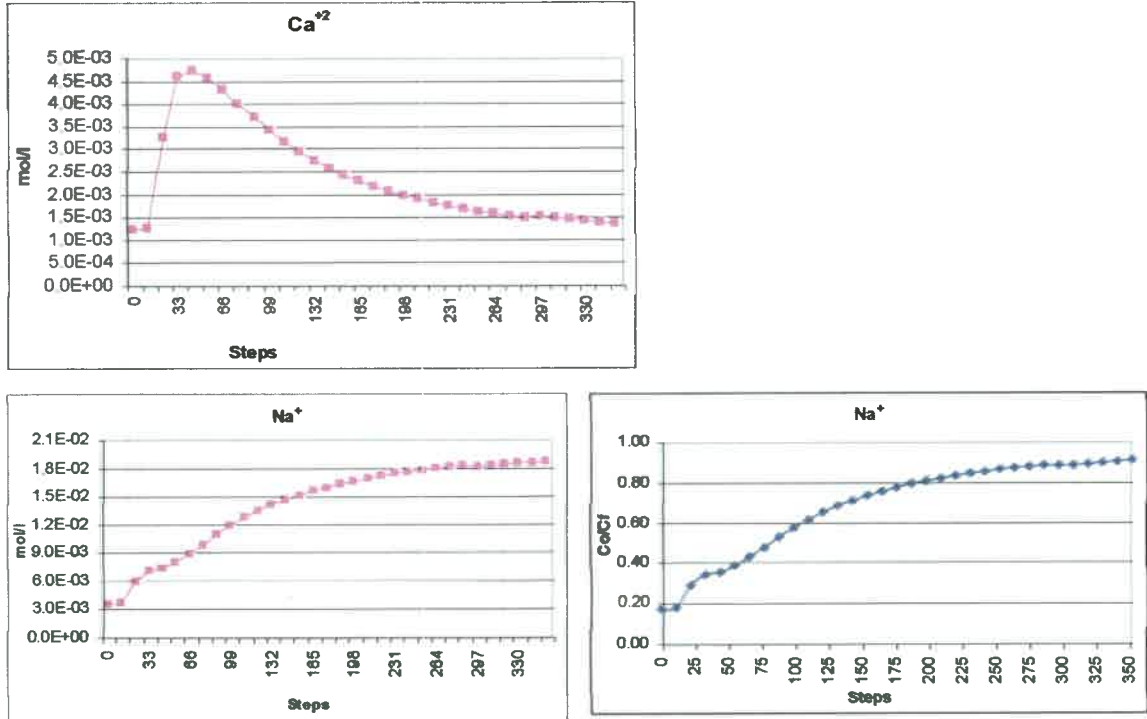 Ca⁺²
5.0E-03
4.5E-03
4.0E-03
3.5E-03
3.0E-03
2.5E-03
2.0E-03
1.5E-03
1.0E-03
5.0E-04
0.0E+00
mol/l
0 33 66 99 132 165 198 231 264 297 330
Steps
Na⁺
2.1E-02
1.8E-02
1.5E-02
1.2E-02
9.0E-03
6.0E-03
3.0E-03
0.0E+00
mol/l
0 33 66 99 132 165 198 231 264 297 330
Steps
Na⁺
1.00
0.80
0.60
0.40
0.20
0.00
Co/Cf
0 25 50 75 100 125 150 175 200 225 250 275 300 325 350
Steps